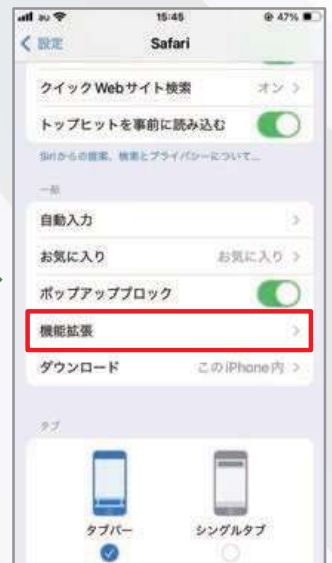 au 15:45 47%
設定 Safari
クイックWebサイト検索 オン
トップヒットを事前に読み込む
Siriからの提案、検索とプライバシーについて...
一般
自動入力
お気に入り お気に入り
ポップアップブロック
機能拡張
ダウンロード このiPhone内
タブ
タブバー シングルタブ